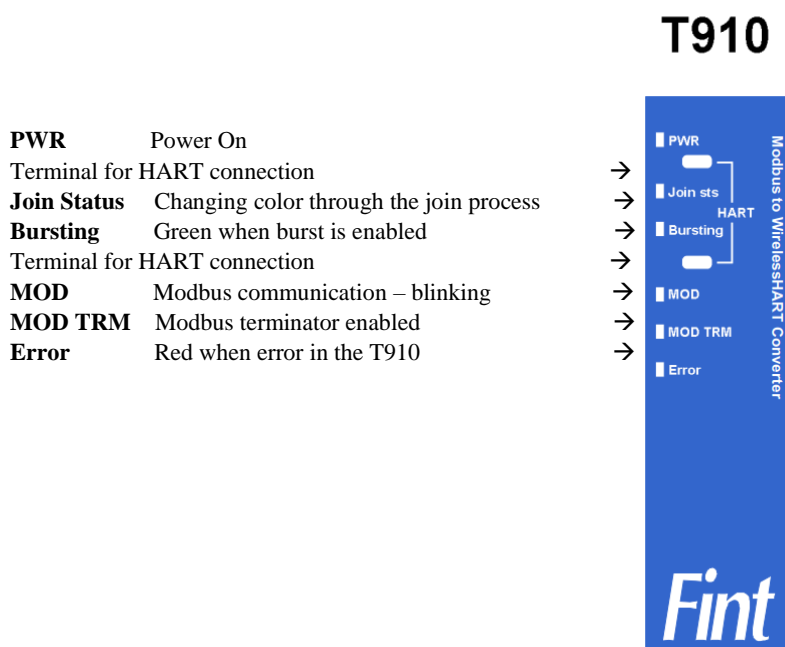 T910
PWR Power On
Terminal for HART connection →
Join Status Changing color through the join process →
Bursting Green when burst is enabled →
Terminal for HART connection →
MOD Modbus communication – blinking →
MOD TRM Modbus terminator enabled →
Error Red when error in the T910 →
PWR
Join sts
HART
Bursting
MOD
MOD TRM
Error
Modbus to WirelessHART Converter
Fint